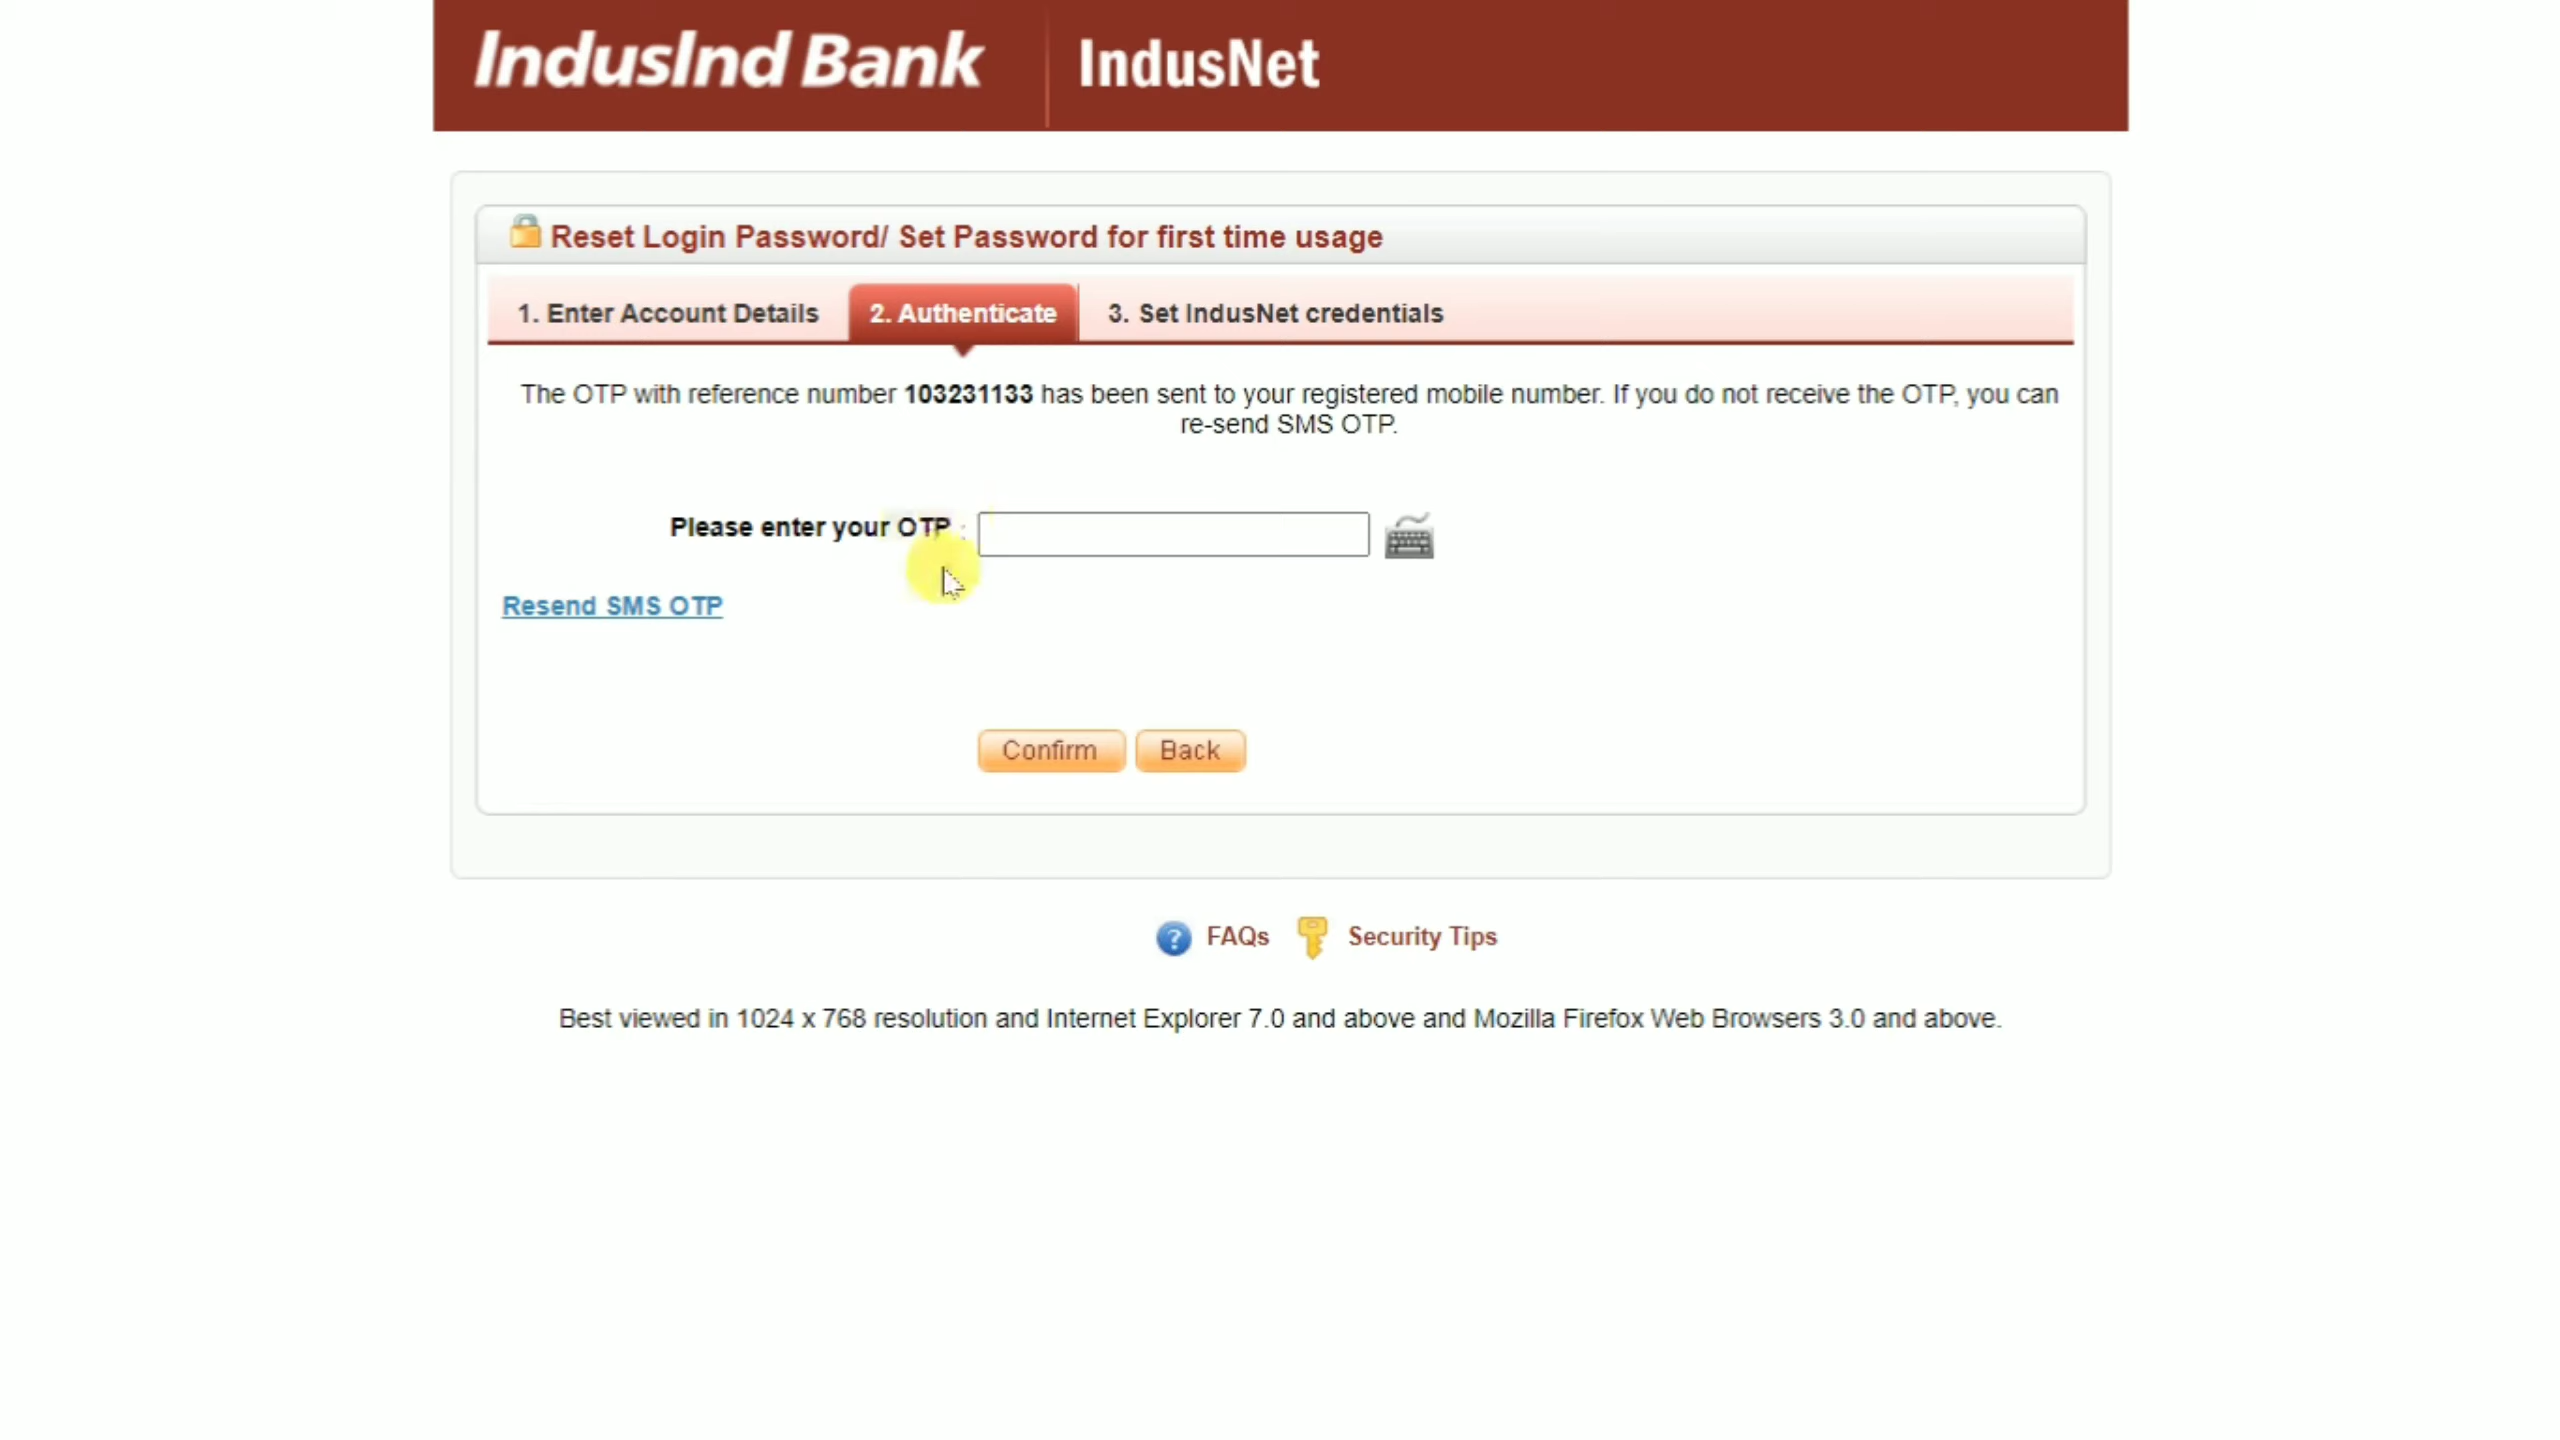 IndusInd Bank IndusNet
Reset Login Password/ Set Password for first time usage
1. Enter Account Details 2. Authenticate 3. Set IndusNet credentials
The OTP with reference number 103231133 has been sent to your registered mobile number. If you do not receive the OTP, you can
re-send SMS OTP.
Please enter your OTP :
Resend SMS OTP
Confirm Back
? FAQs Security Tips
Best viewed in 1024 x 768 resolution and Internet Explorer 7.0 and above and Mozilla Firefox Web Browsers 3.0 and above.